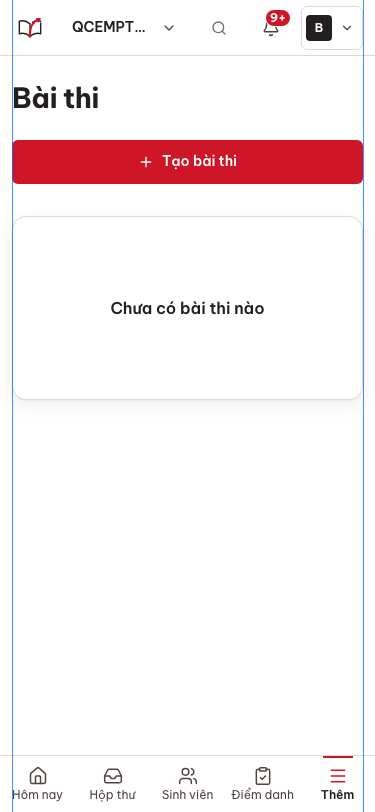 QCEMPT...
9+
B
Bài thi
Tạo bài thi
Chưa có bài thi nào
Hôm nay
Hộp thư
Sinh viên
Điểm danh
Thêm